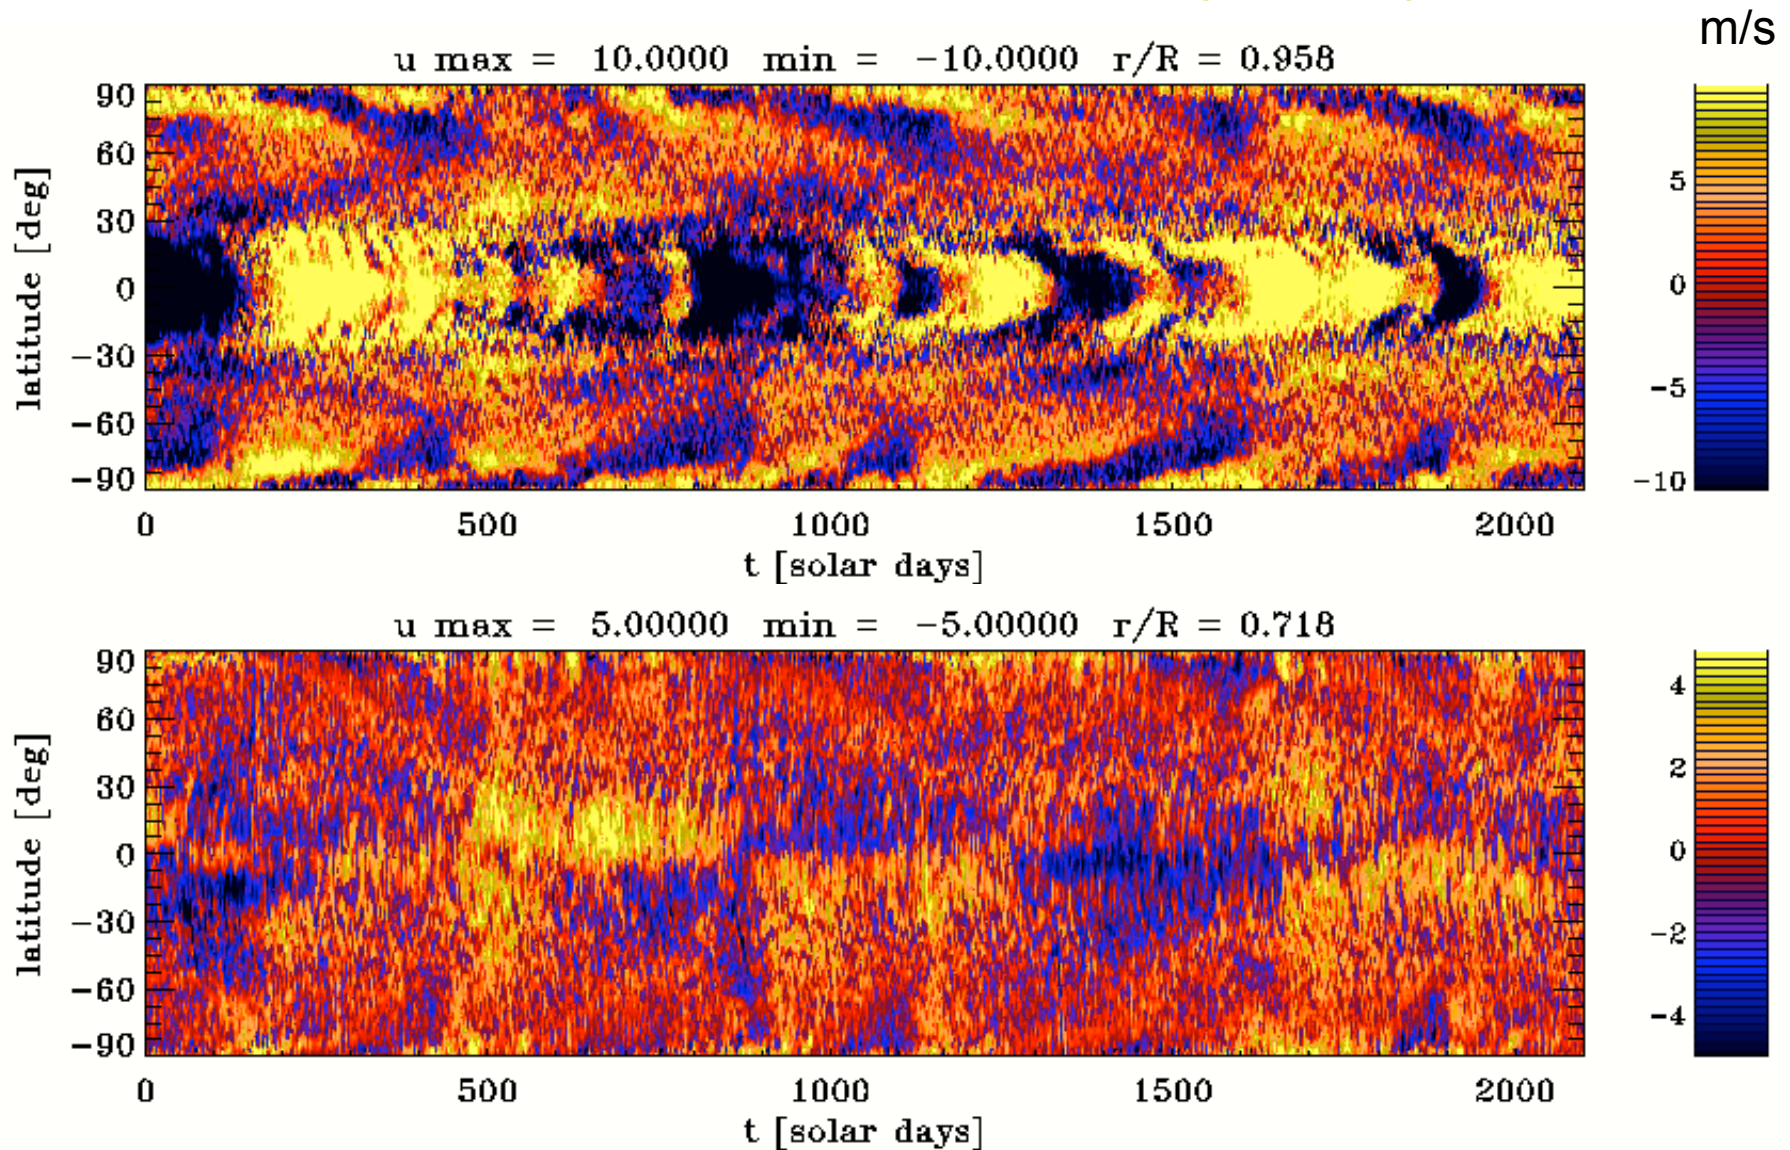 m/s
u max = 10.0000 min = -10.0000 r/R = 0.958
90
60
30
0
-30
-60
-90
latitude [deg]
0 500 1000 1500 2000
t [solar days]
5
0
-5
-10
u max = 5.00000 min = -5.00000 r/R = 0.718
90
60
30
0
-30
-60
-90
latitude [deg]
0 500 1000 1500 2000
t [solar days]
4
2
0
-2
-4